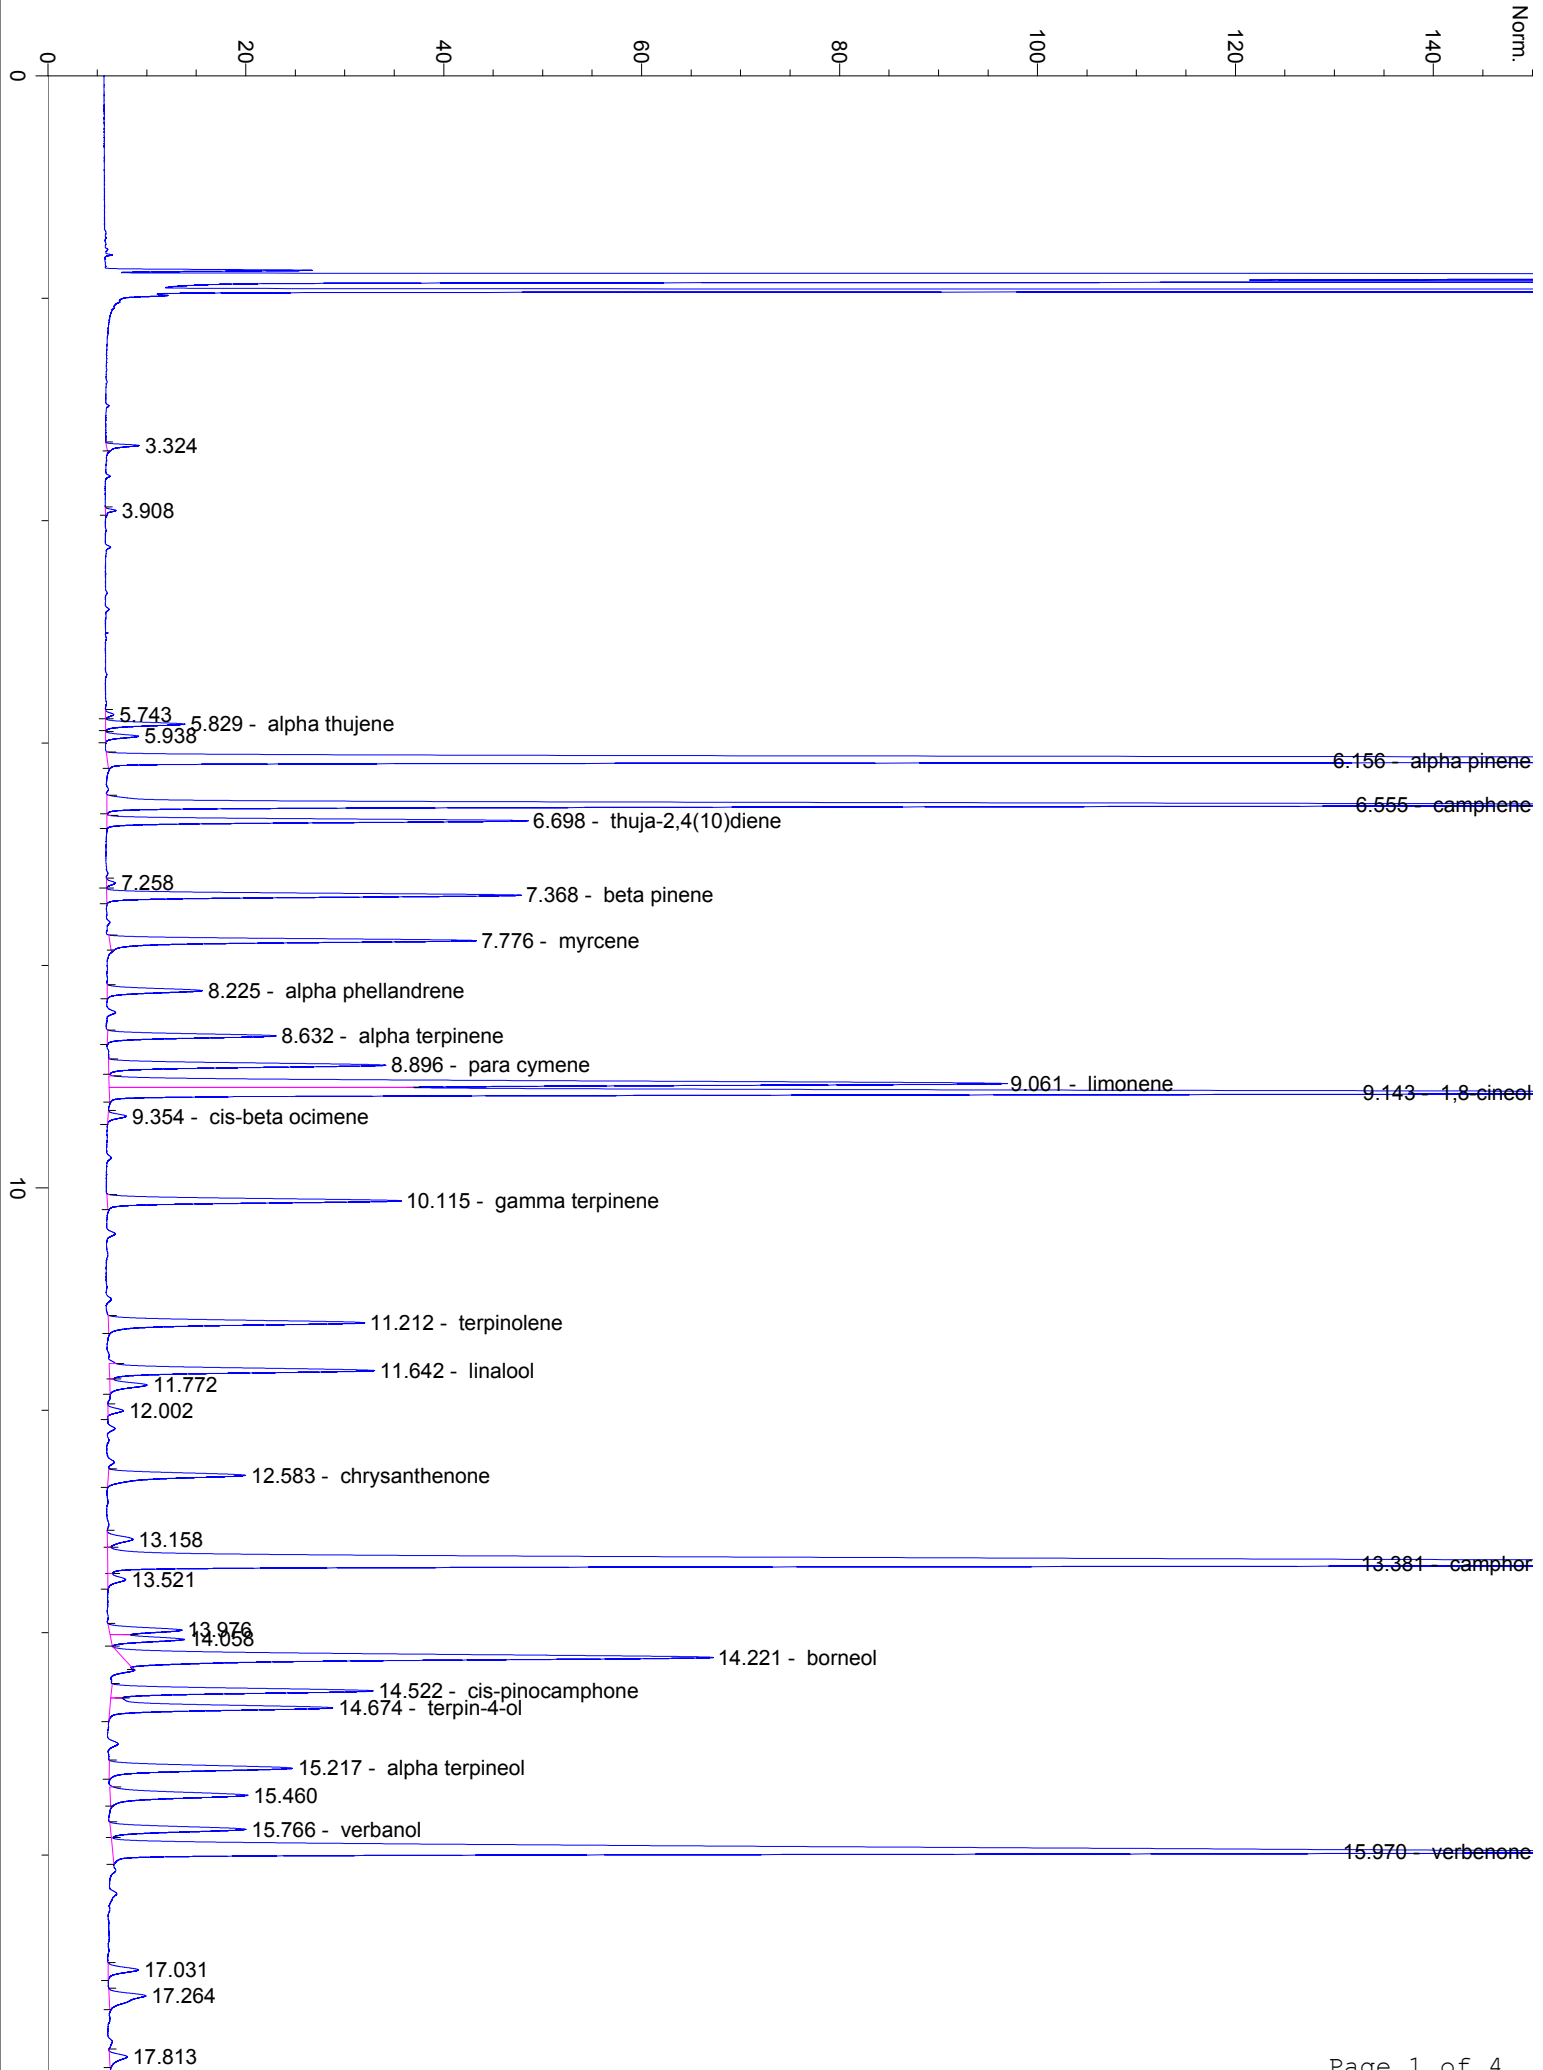 Norm.
0
20
40
60
80
100
120
140
0
3.324
3.908
5.743
5.829 - alpha thujene
5.938
6.156 - alpha pinene
6.555 - camphene
6.698 - thuja-2,4(10)diene
7.258
7.368 - beta pinene
7.776 - myrcene
8.225 - alpha phellandrene
8.632 - alpha terpinene
8.896 - para cymene
9.061 - limonene
9.143 - 1,8-cineol
9.354 - cis-beta ocimene
10
10.115 - gamma terpinene
11.212 - terpinolene
11.642 - linalool
11.772
12.002
12.583 - chrysanthenone
13.158
13.381 - camphor
13.521
13.976
14.058
14.221 - borneol
14.522 - cis-pinocamphone
14.674 - terpin-4-ol
15.217 - alpha terpineol
15.460
15.766 - verbanol
15.970 - verbenone
17.031
17.264
17.813
Page 1 of 4